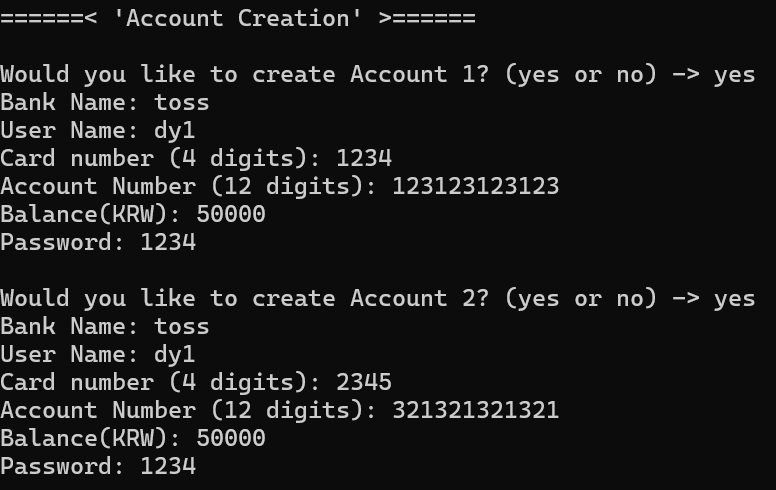 ======< 'Account Creation' >======
Would you like to create Account 1? (yes or no) -> yes
Bank Name: toss
User Name: dy1
Card number (4 digits): 1234
Account Number (12 digits): 123123123123
Balance(KRW): 50000
Password: 1234
Would you like to create Account 2? (yes or no) -> yes
Bank Name: toss
User Name: dy1
Card number (4 digits): 2345
Account Number (12 digits): 321321321321
Balance(KRW): 50000
Password: 1234